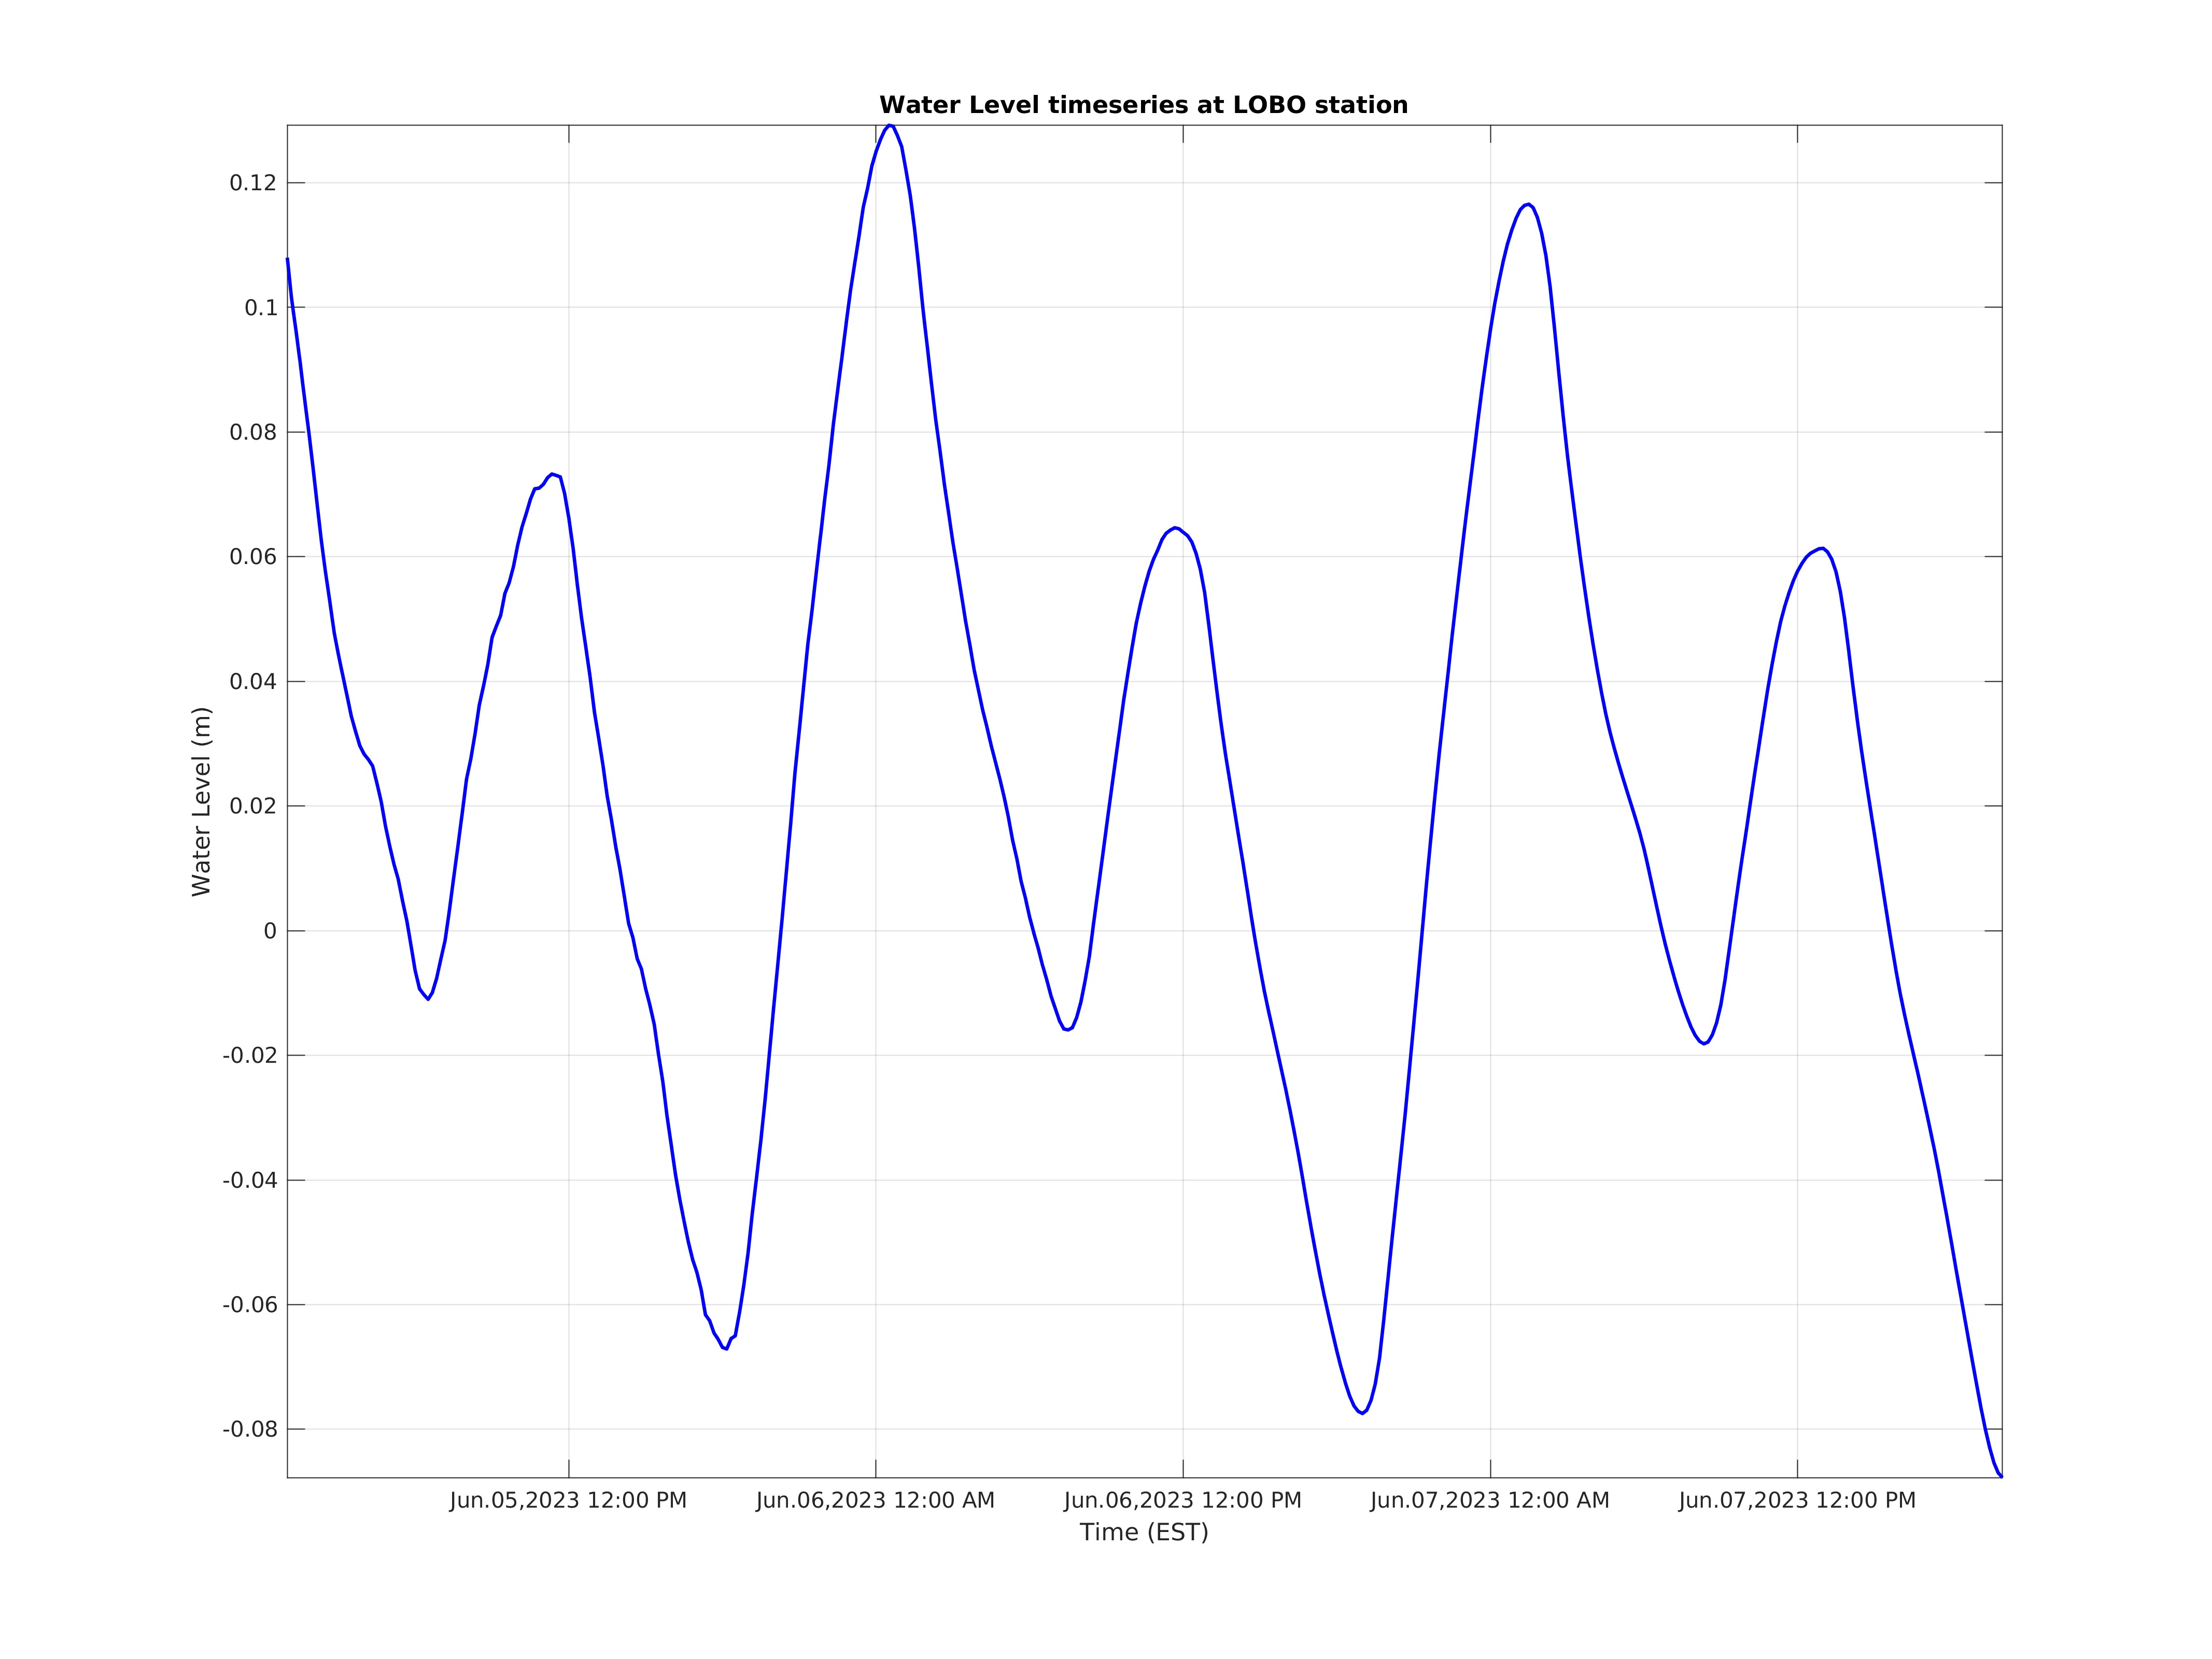 Water Level timeseries at LOBO station
0.12
0.1
0.08
0.06
0.04
0.02
0
-0.02
-0.04
-0.06
-0.08
Water Level (m)
Jun.05,2023 12:00 PM
Jun.06,2023 12:00 AM
Jun.06,2023 12:00 PM
Jun.07,2023 12:00 AM
Jun.07,2023 12:00 PM
Time (EST)